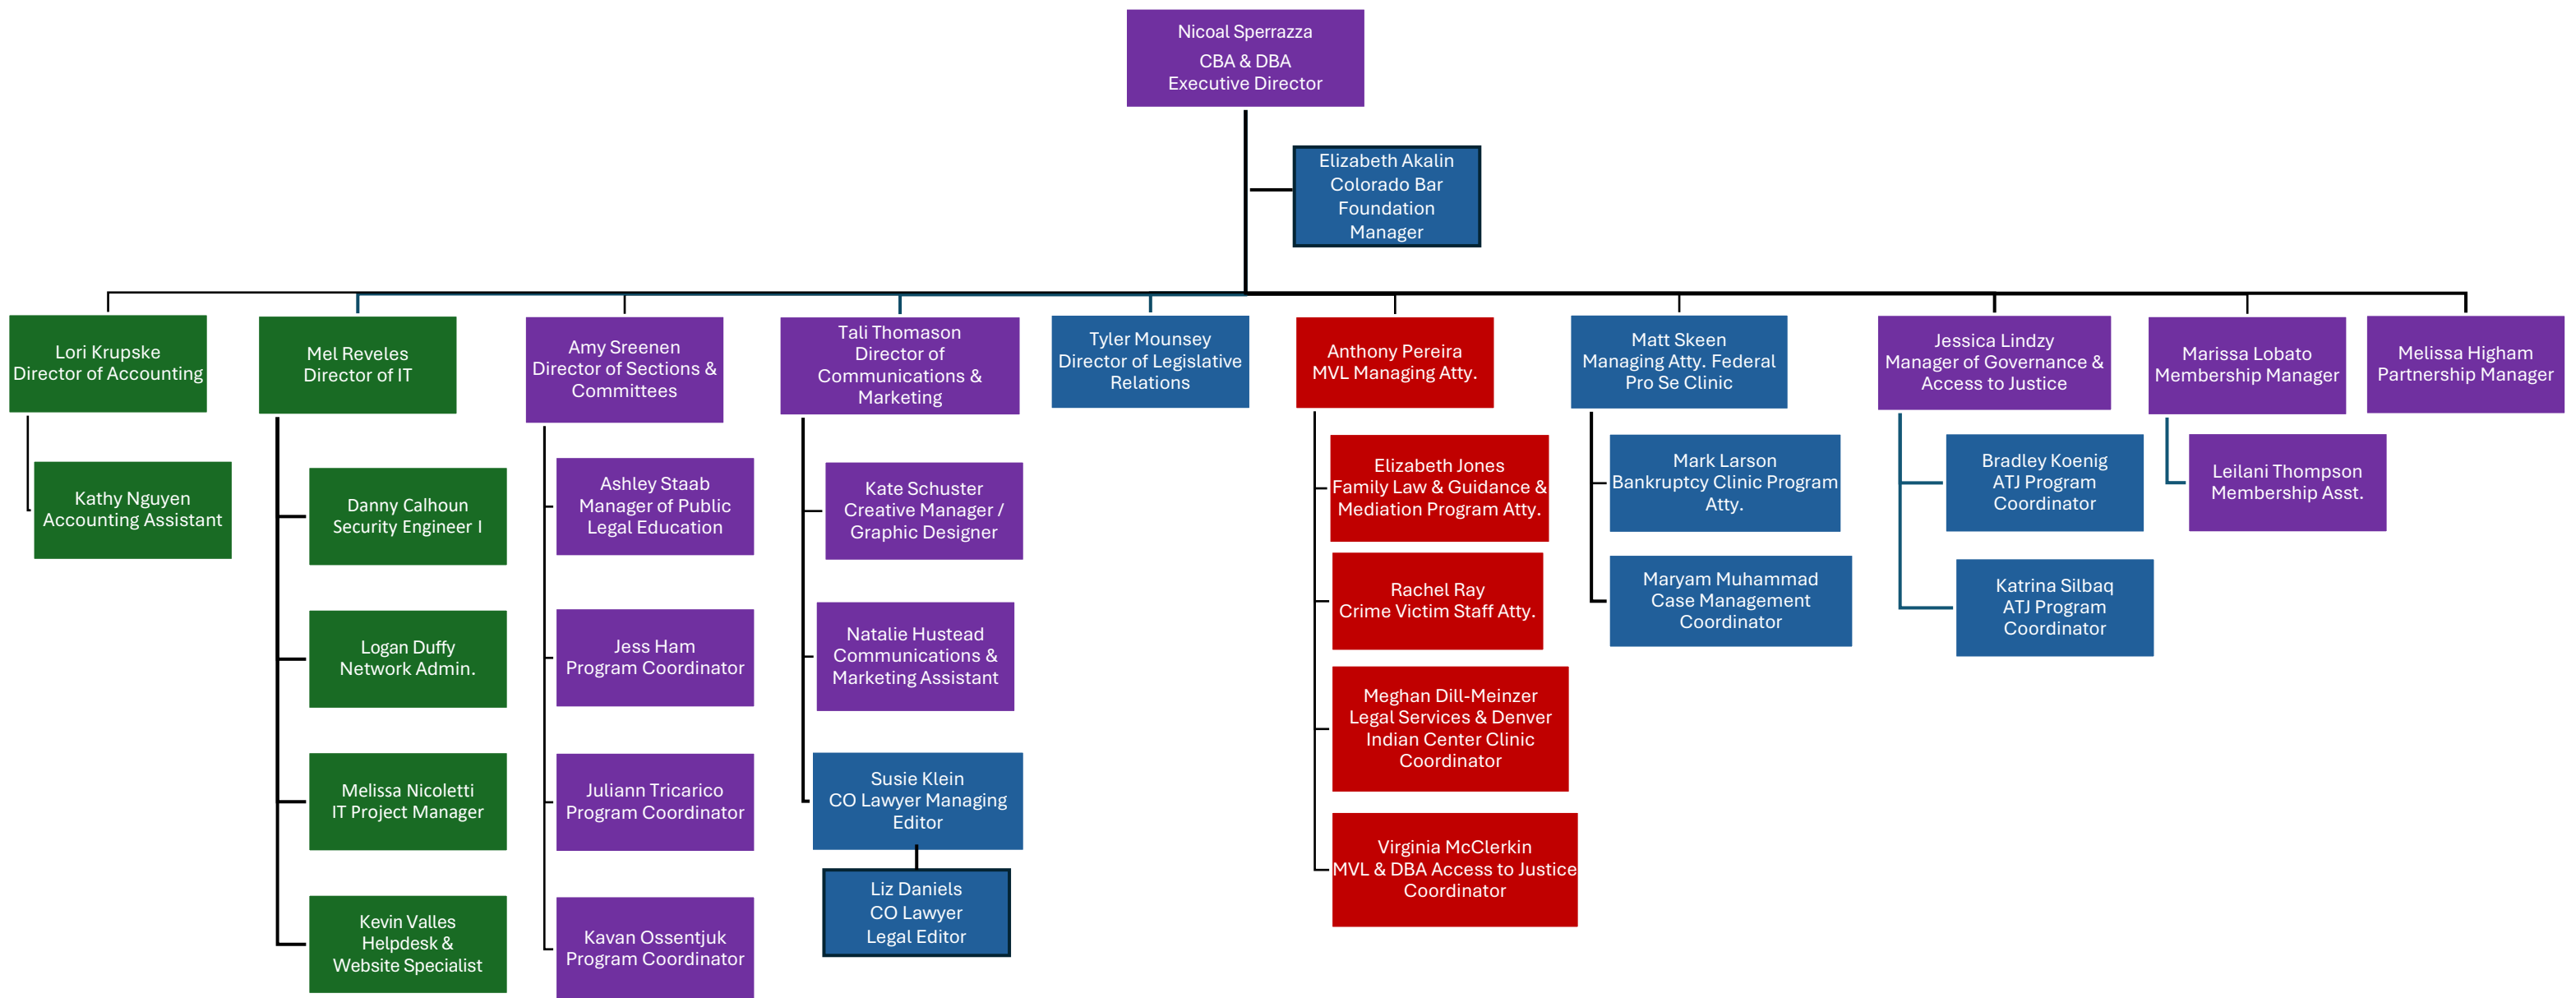 Nicoal Sperrazza
CBA & DBA
Executive Director
Elizabeth Akalin
Colorado Bar
Foundation
Manager
Lori Krupske
Director of Accounting
Kathy Nguyen
Accounting Assistant
Mel Reveles
Director of IT
Danny Calhoun
Security Engineer I
Logan Duffy
Network Admin.
Melissa Nicoletti
IT Project Manager
Kevin Valles
Helpdesk &
Website Specialist
Amy Sreenen
Director of Sections &
Committees
Ashley Staab
Manager of Public
Legal Education
Jess Ham
Program Coordinator
Juliann Tricarico
Program Coordinator
Kavan Ossentjuk
Program Coordinator
Tali Thomason
Director of
Communications &
Marketing
Kate Schuster
Creative Manager /
Graphic Designer
Natalie Hustead
Communications &
Marketing Assistant
Susie Klein
CO Lawyer Managing
Editor
Liz Daniels
CO Lawyer
Legal Editor
Tyler Mounsey
Director of Legislative
Relations
Anthony Pereira
MVL Managing Atty.
Elizabeth Jones
Family Law & Guidance &
Mediation Program Atty.
Rachel Ray
Crime Victim Staff Atty.
Meghan Dill-Meinzer
Legal Services & Denver
Indian Center Clinic
Coordinator
Virginia McClerkin
MVL & DBA Access to Justice
Coordinator
Matt Skeen
Managing Atty. Federal
Pro Se Clinic
Mark Larson
Bankruptcy Clinic Program
Atty.
Maryam Muhammad
Case Management
Coordinator
Jessica Lindzy
Manager of Governance &
Access to Justice
Bradley Koenig
ATJ Program
Coordinator
Katrina Silbaq
ATJ Program
Coordinator
Marissa Lobato
Membership Manager
Leilani Thompson
Membership Asst.
Melissa Higham
Partnership Manager